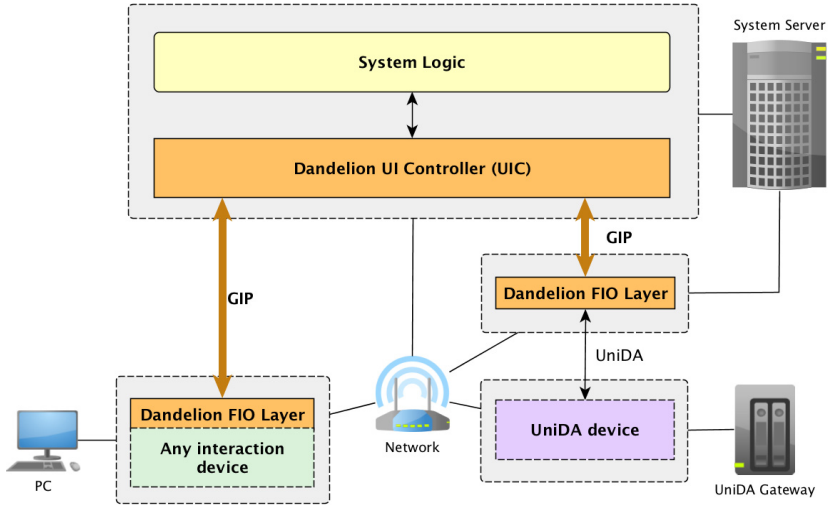 System Server
System Logic
Dandelion UI Controller (UIC)
GIP
GIP
Dandelion FIO Layer
UniDA
Dandelion FIO Layer
Any interaction
device
UniDA device
Network
PC
UniDA Gateway